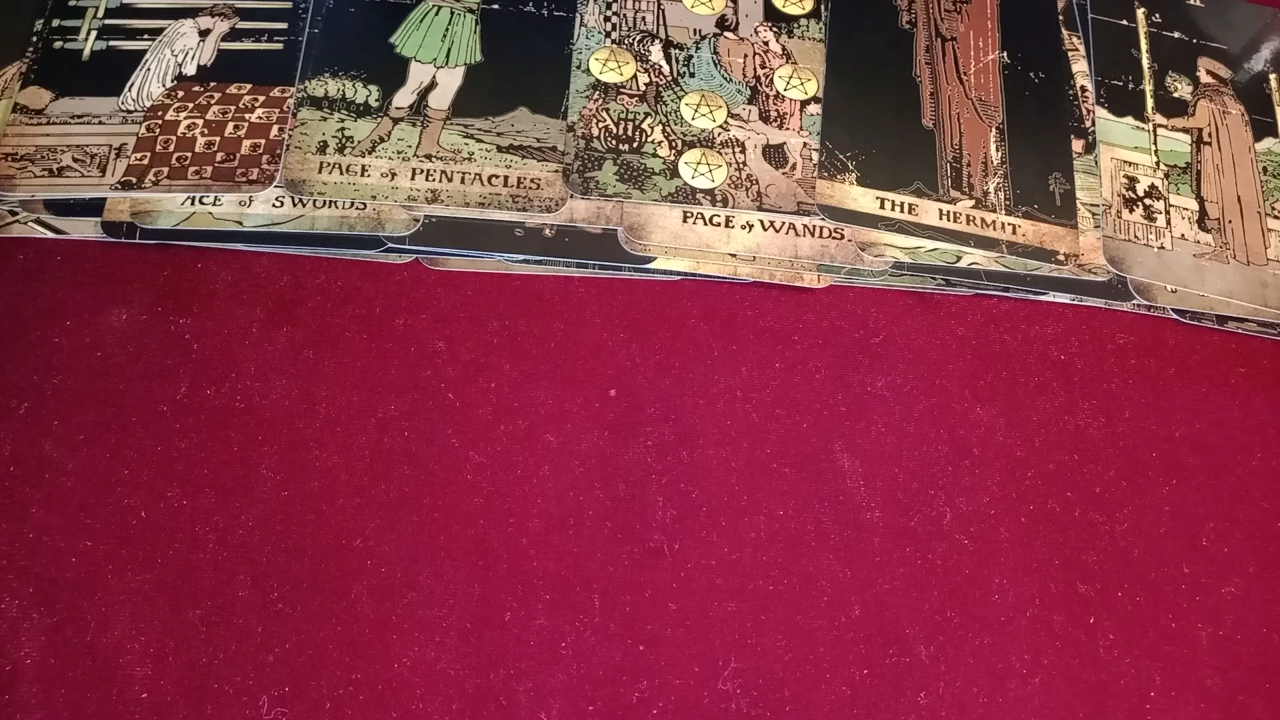 PAGE of PENTACLES.
ACE of SWORDS.
PAGE of WANDS.
THE HERMIT.